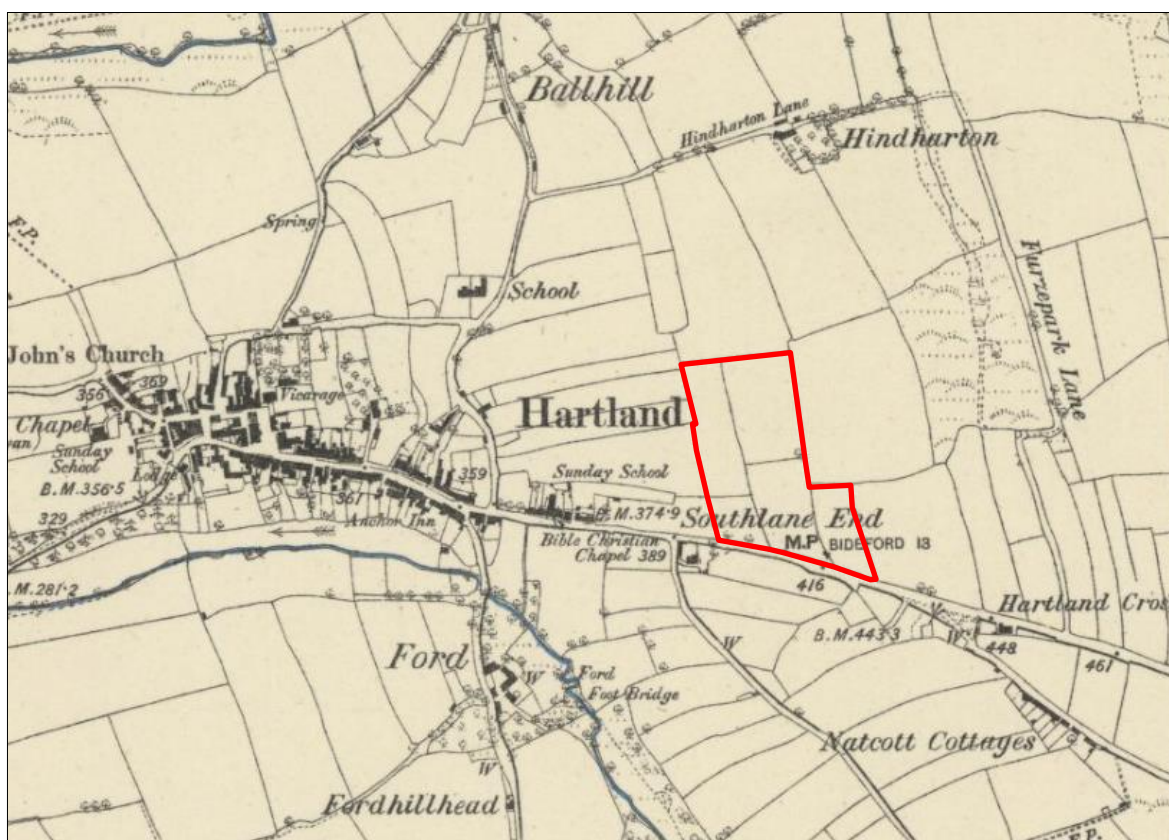 Ballhill
Hindharton Lane
Hindharton
F.P.
Spring
School
Furzepark Lane
John's Church
356
369
Vicarage
Hartland
Chapel
Sunday
School
Lodge
B.M.356·5
359
Sunday School
361
Anchor Inn
B.M.374·9
Southlane End
329
Bible Christian
Chapel 389
M.P BIDEFORD 13
416
.M.281·2
Hartland Cros
B.M.443·3
W
W
448
461
Ford
W
Ford
Foot Bridge
Natcott Cottages
W
Fordhillhead
F.P.